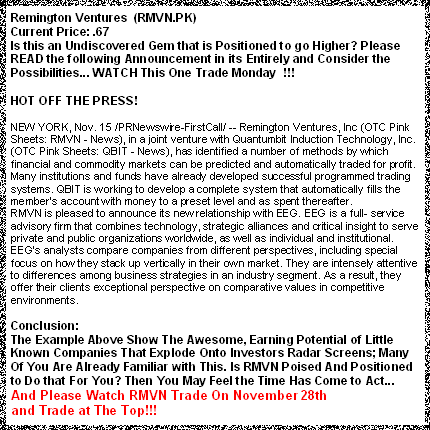 Remington Ventures (RMVN.PK)
Current Price: .67
Is this an Undiscovered Gem that is Positioned to go Higher? Please
READ the following Announcement in its Entirely and Consider the
Possibilities... WATCH This One Trade Monday !!!
HOT OFF THE PRESS!
NEW YORK, Nov. 15 /PRNewswire-FirstCall/ -- Remington Ventures, Inc (OTC Pink
Sheets: RMVN - News), in a joint venture with Quantumbit Induction Technology, Inc.
(OTC Pink Sheets: QBIT - News), has identified a number of methods by which
financial and commodity markets can be predicted and automatically traded for profit.
Many institutions and funds have already developed successful programmed trading
systems. QBIT is working to develop a complete system that automatically fills the
member's account with money to a preset level and as spent thereafter.
RMVN is pleased to announce its new relationship with EEG. EEG is a full- service
advisory firm that combines technology, strategic alliances and critical insight to serve
private and public organizations worldwide, as well as individual and institutional.
EEG's analysts compare companies from different perspectives, including special
focus on how they stack up vertically in their own market. They are intensely attentive
to differences among business strategies in an industry segment. As a result, they
offer their clients exceptional perspective on comparative values in competitive
environments.
Conclusion:
The Example Above Show The Awesome, Earning Potential of Little
Known Companies That Explode Onto Investors Radar Screens; Many
Of You Are Already Familiar with This. Is RMVN Poised And Positioned
to Do that For You? Then You May Feel the Time Has Come to Act...
And Please Watch RMVN Trade On November 28th
and Trade at The Top!!!